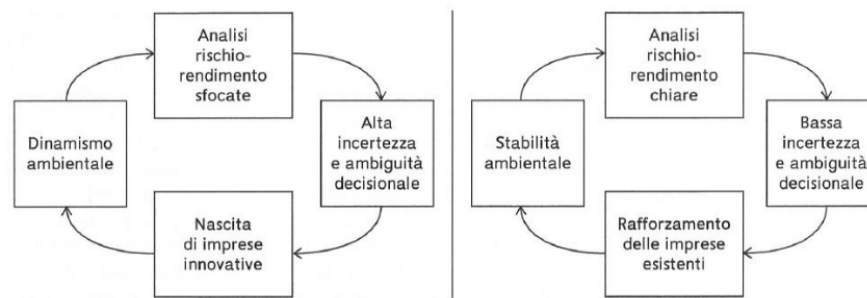 Analisi
rischio-
rendimento
sfocate
Dinamismo
ambientale
Alta
incertezza
e ambiguità
decisionale
Nascita
di imprese
innovative
Analisi
rischio-
rendimento
chiare
Stabilità
ambientale
Bassa
incertezza
e ambiguità
decisionale
Rafforzamento
delle imprese
esistenti